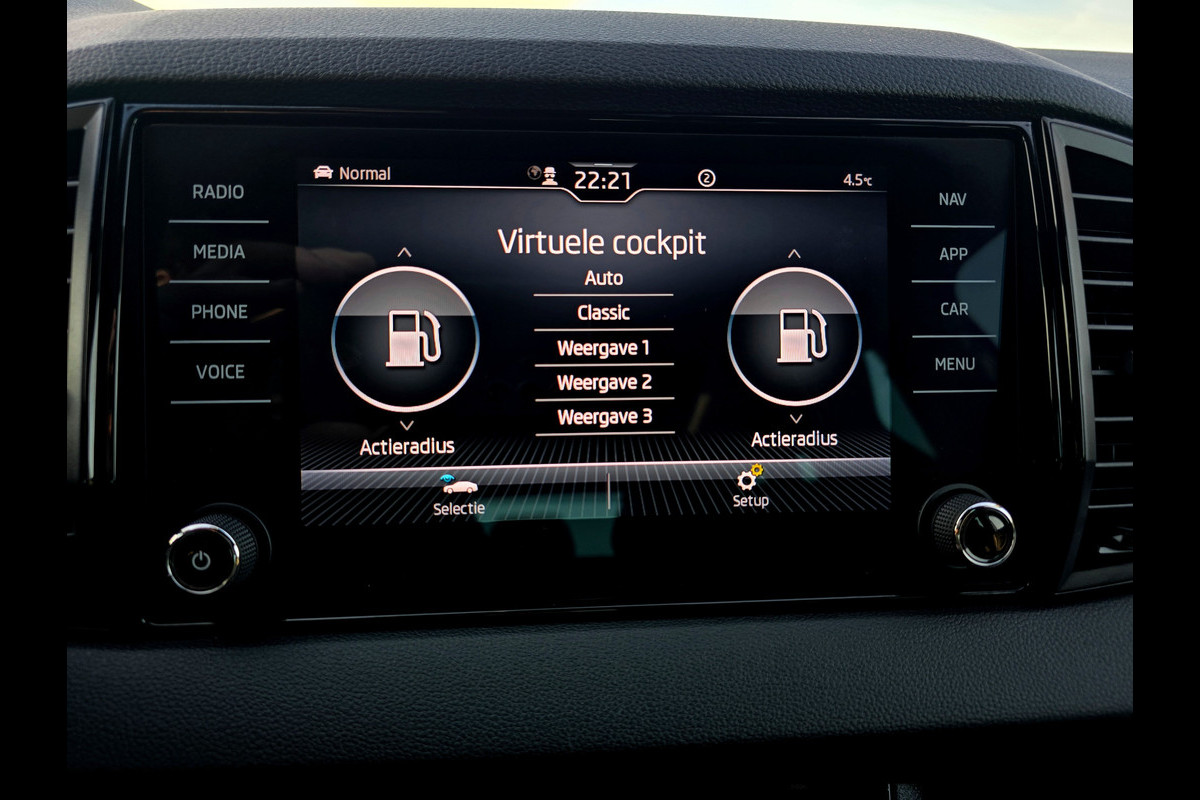 RADIO
MEDIA
PHONE
VOICE
Normal
22:21
2
4.5°C
Virtuele cockpit
Auto
Classic
Weergave 1
Weergave 2
Weergave 3
Actieradius
Actieradius
Selectie
Setup
NAV
APP
CAR
MENU